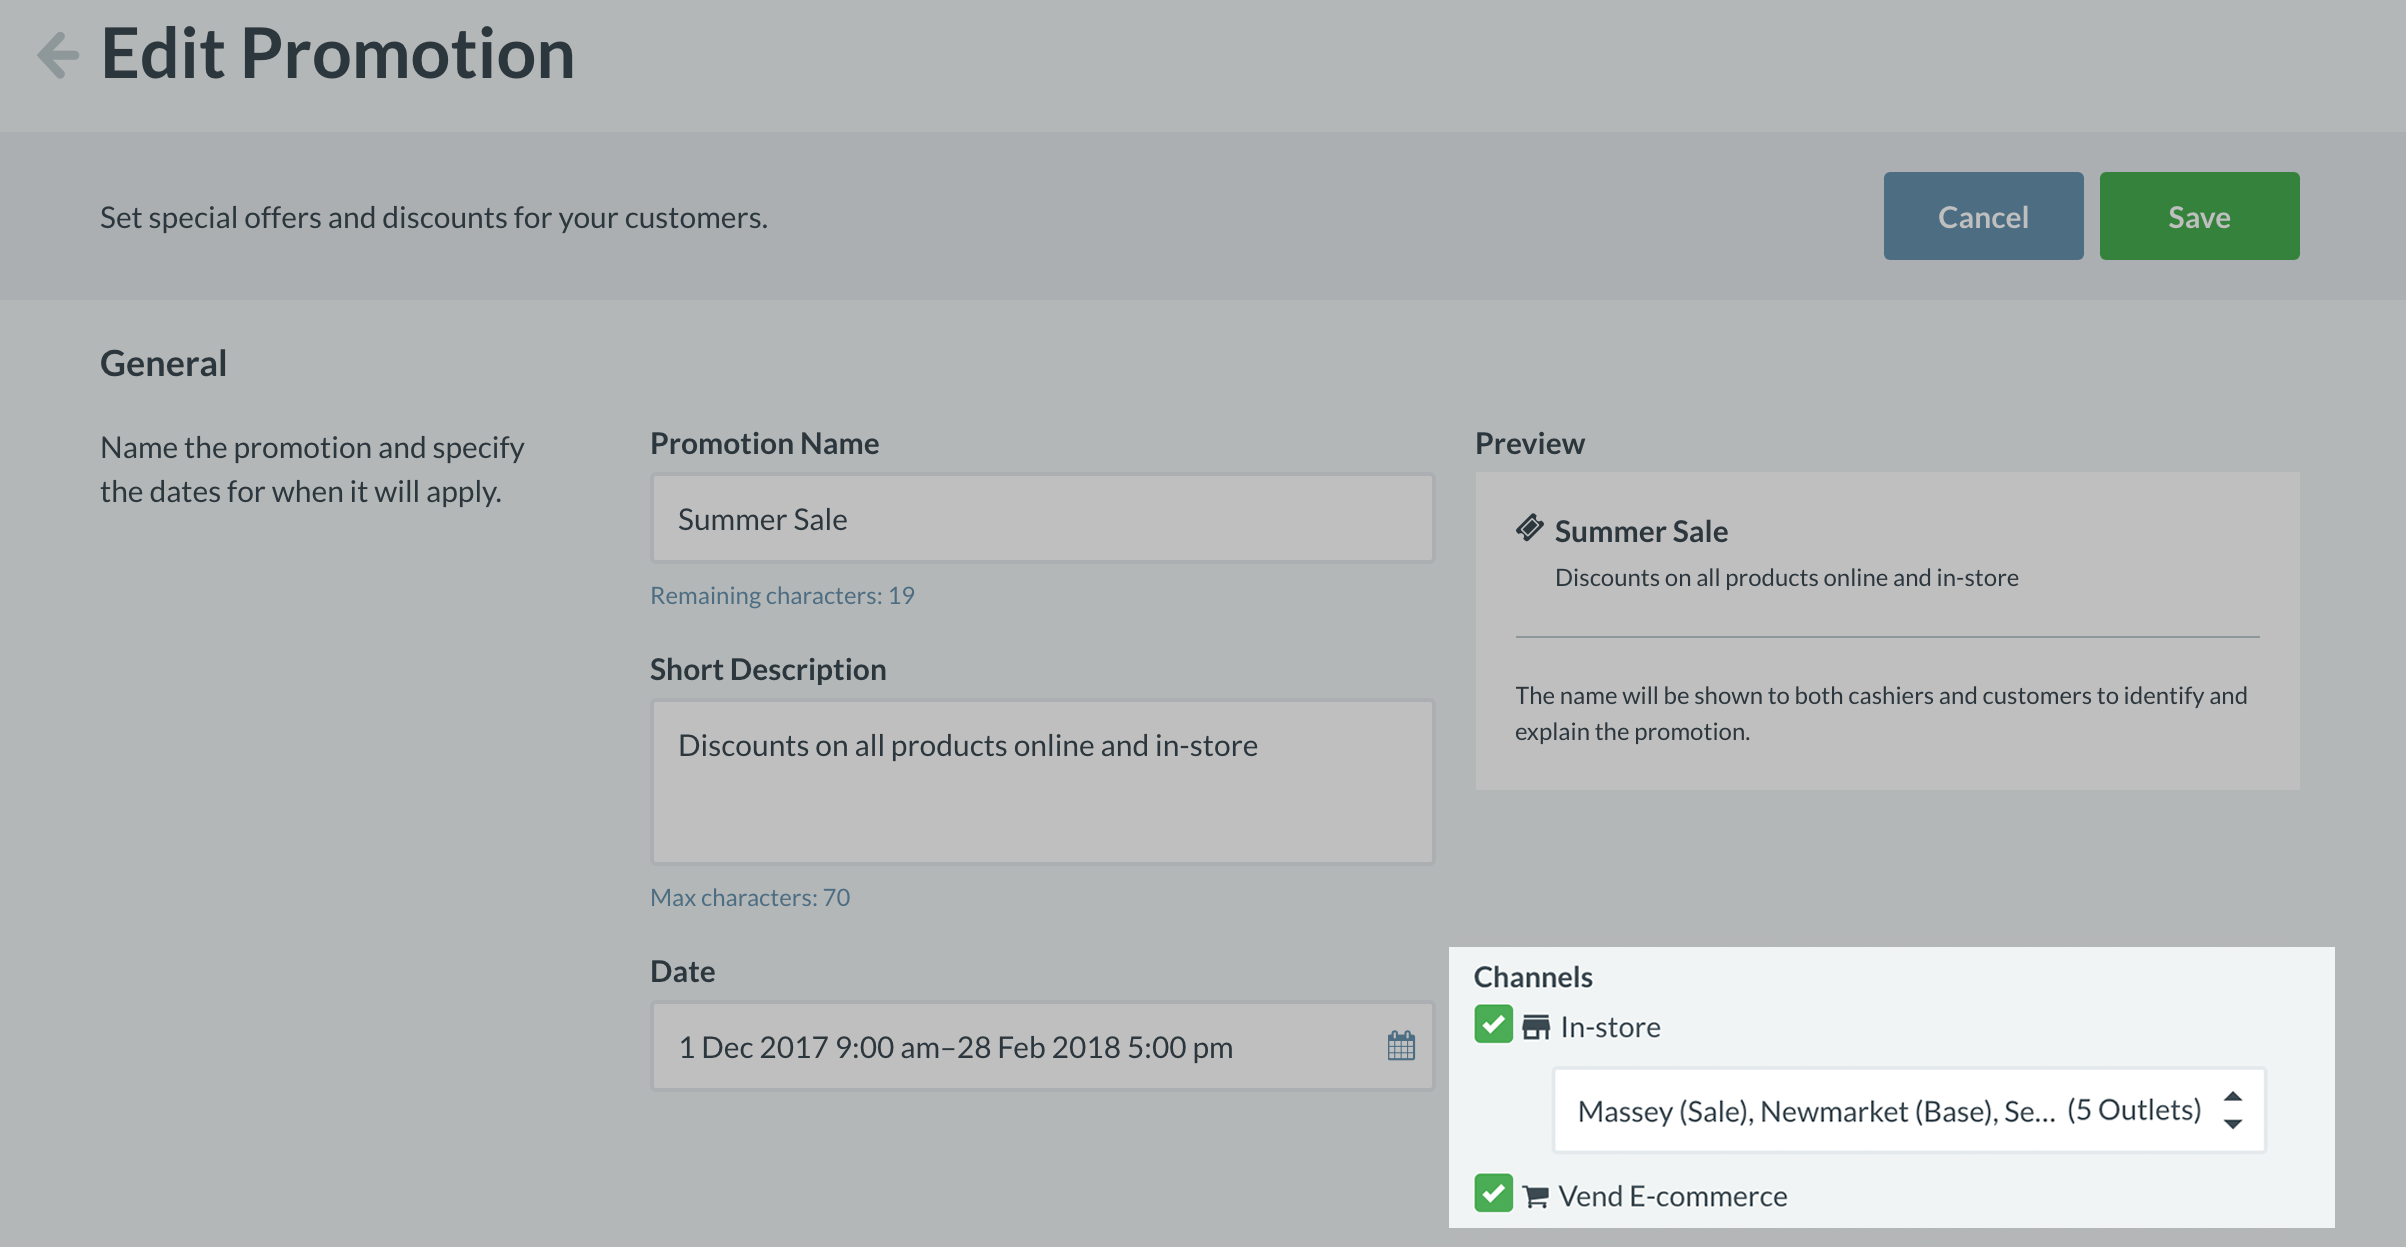 Edit Promotion
Set special offers and discounts for your customers.
Cancel
Save
General
Name the promotion and specify
the dates for when it will apply.
Promotion Name
Summer Sale
Remaining characters: 19
Short Description
Discounts on all products online and in-store
Max characters: 70
Date
1 Dec 2017 9:00 am–28 Feb 2018 5:00 pm
Preview
Summer Sale
Discounts on all products online and in-store
The name will be shown to both cashiers and customers to identify and
explain the promotion.
Channels
In-store
Massey (Sale), Newmarket (Base), Se... (5 Outlets)
Vend E-commerce